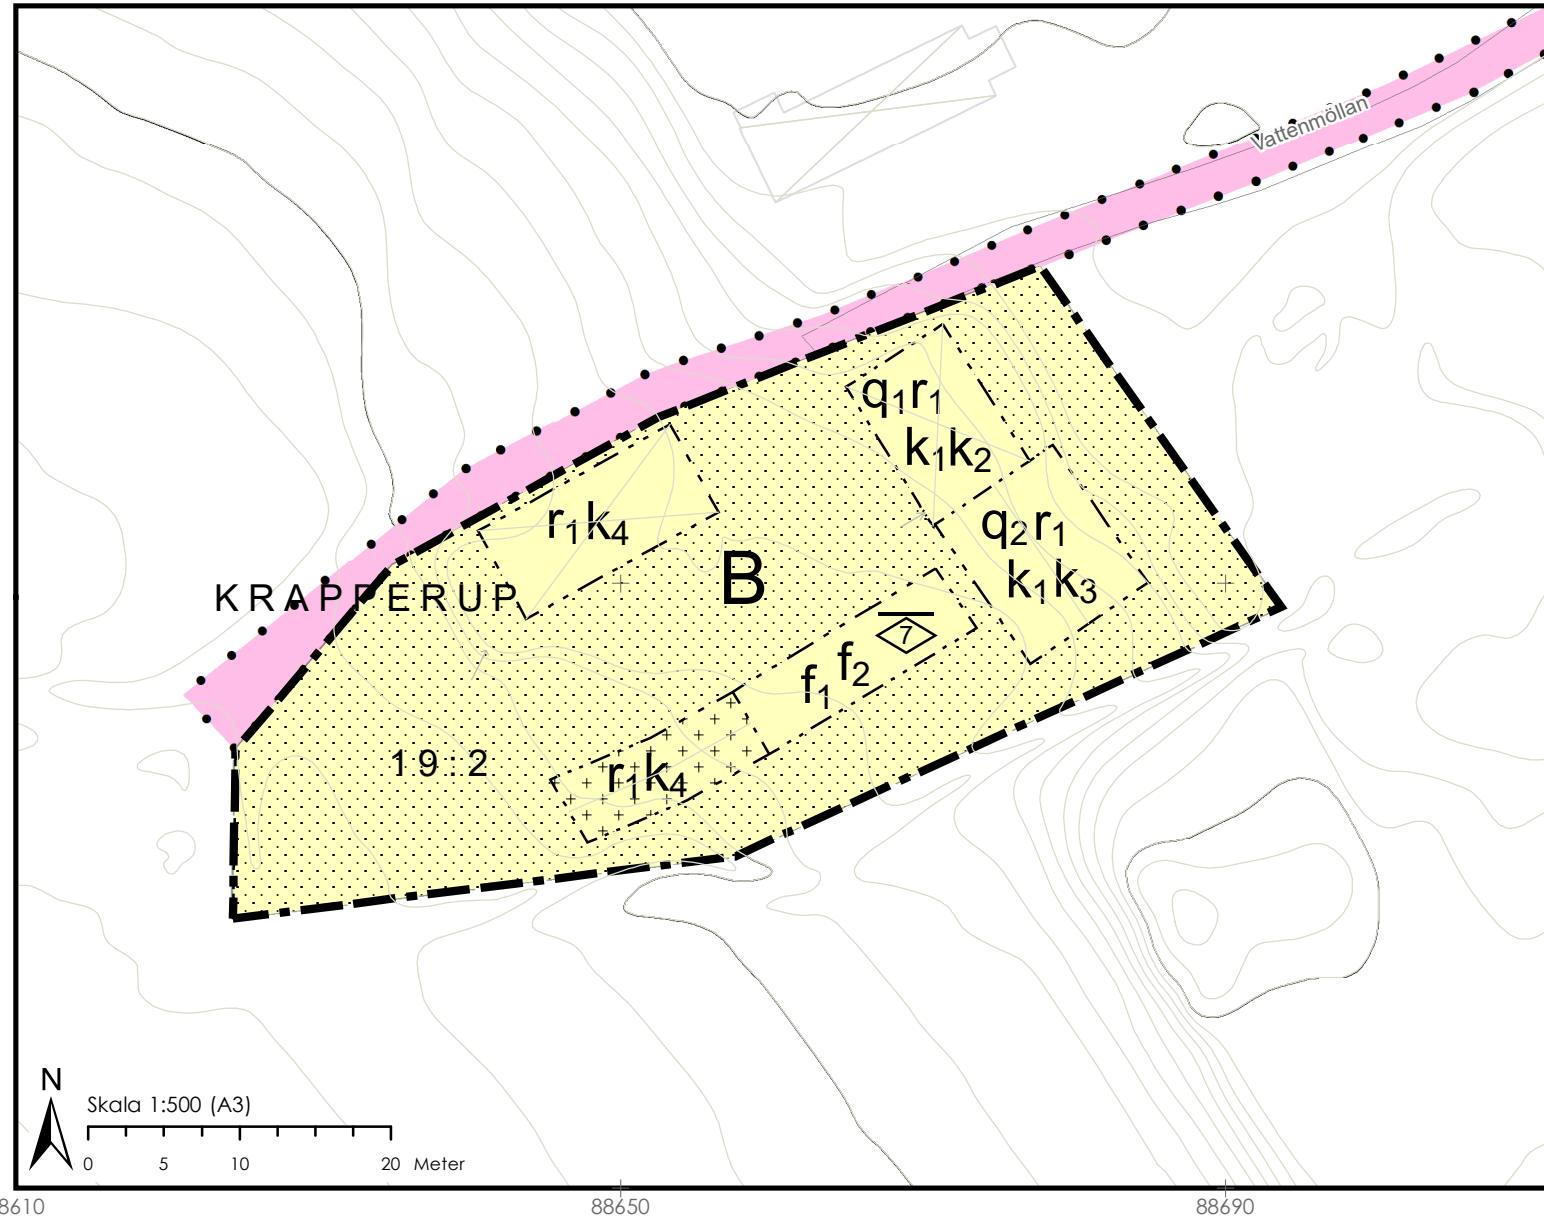 Vattenmöllan
q1r1
k1k2
r1k4
q2r1
k1k3
B
KRAPPERUP
7
f1 f2
19:2
r1k4
N
Skala 1:500 (A3)
0 5 10 20 Meter
8610 88650 88690